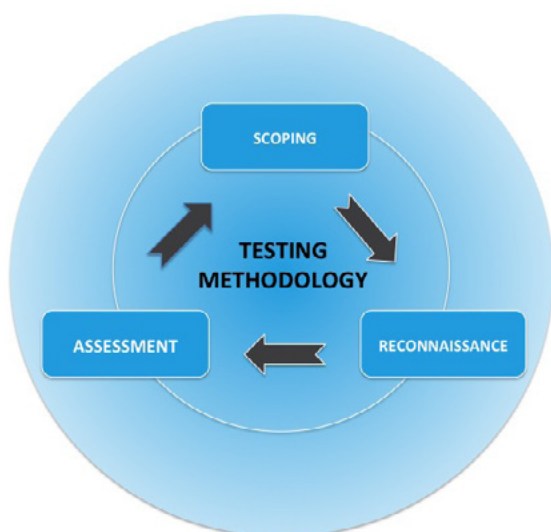 SCOPING
TESTING
METHODOLOGY
ASSESSMENT
RECONNAISSANCE